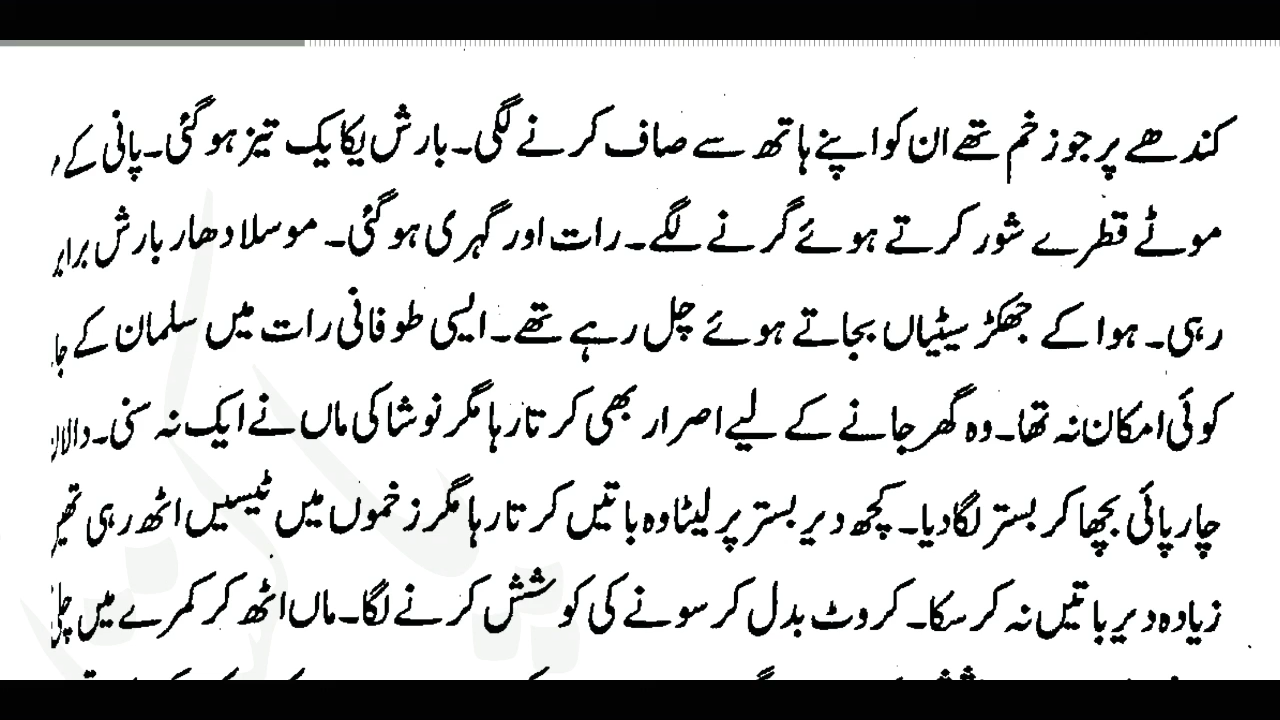 کندھے پر جو زخم تھے ان کو اپنے ہاتھ سے صاف کرنے لگی۔ بارش یکایک تیز ہو گئی۔ پانی کے
موٹے قطرے شور کرتے ہوئے گرنے لگے۔ رات اور گہری ہو گئی۔ موسلا دھار بارش برابر
رہی۔ ہوا کے جھکڑ سیٹیاں بجاتے ہوئے چل رہے تھے۔ ایسی طوفانی رات میں سلمان کے جا
کوئی امکان نہ تھا۔ وہ گھر جانے کے لیے اصرار بھی کرتا رہا مگر نوشا کی ماں نے ایک نہ سنی۔ دالان
چارپائی بچھا کر بستر لگا دیا۔ کچھ دیر بستر پر لیٹا وہ باتیں کرتا رہا مگر زخموں میں ٹیسیں اٹھ رہی تھیں
زیادہ دیر باتیں نہ کر سکا۔ کروٹ بدل کر سونے کی کوشش کرنے لگا۔ ماں اٹھ کر کمرے میں چلی